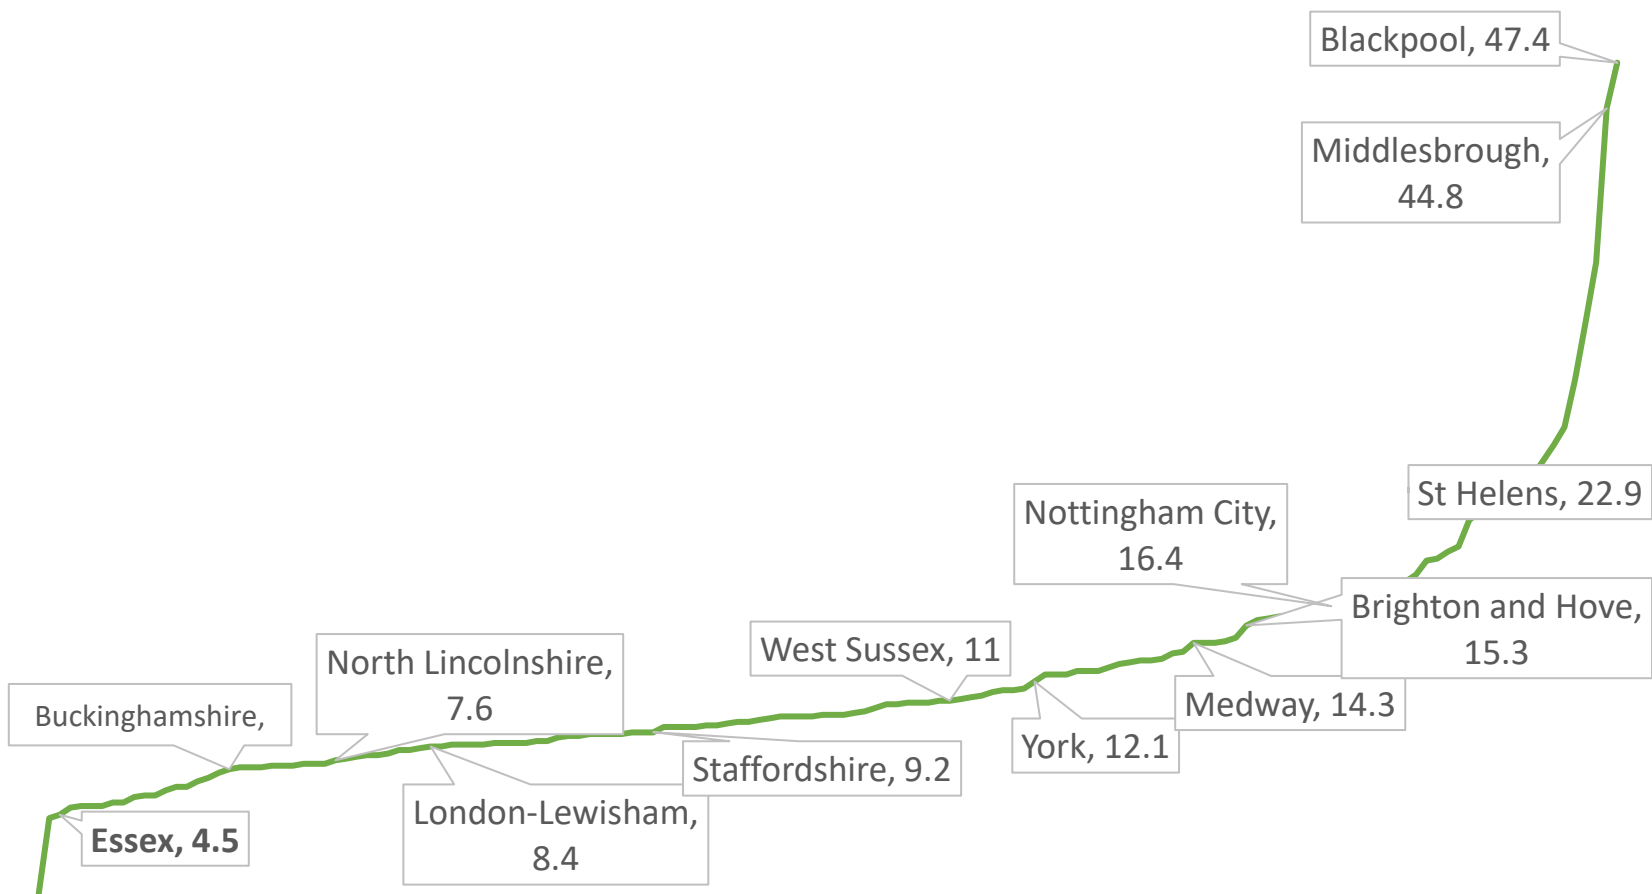 Blackpool, 47.4
Middlesbrough,
44.8
St Helens, 22.9
Nottingham City,
16.4
Brighton and Hove,
15.3
West Sussex, 11
North Lincolnshire,
7.6
Buckinghamshire,
Medway, 14.3
York, 12.1
Staffordshire, 9.2
London-Lewisham,
8.4
Essex, 4.5